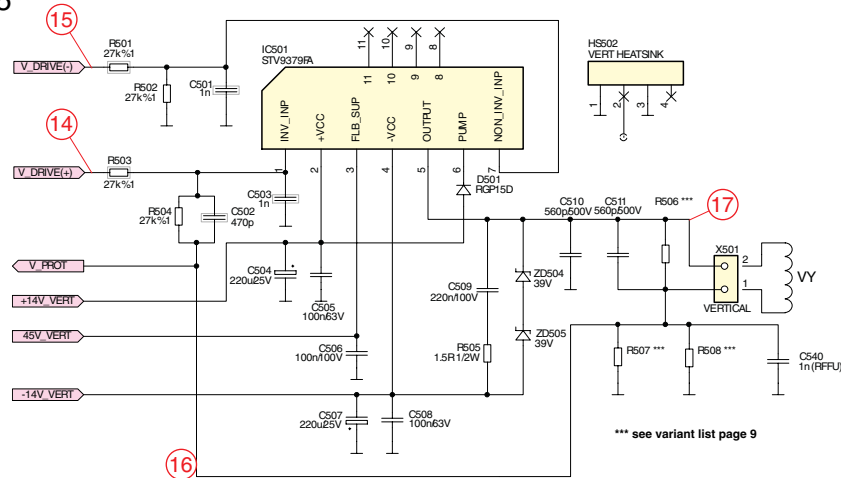 15
R501
27k%1
V_DRIVE(-)
R502
27k%1
C501
1n
IC501
STV9379FA
11
10
9
8
11
10
9
8
INV_INP
+VCC
FLB_SUP
-VCC
OUTPUT
PUMP
NON_INV_INP
1
2
3
4
5
6
7
HS502
VERT HEATSINK
1
2
3
4
14
R503
27k%1
V_DRIVE(+)
R504
27k%1
C502
470p
C503
1n
D501
RGP15D
C510
560p500V
C511
560p500V
R506 ***
17
X501
2
1
VERTICAL
VY
V_PROT
+14V_VERT
45V_VERT
-14V_VERT
C504
220u25V
C505
100n63V
C506
100n/100V
C509
220n/100V
R505
1.5R 1/2W
ZD504
39V
ZD505
39V
R507 ***
R508 ***
C540
1n (RFFU)
C507
220u25V
C508
100n63V
*** see variant list page 9
16